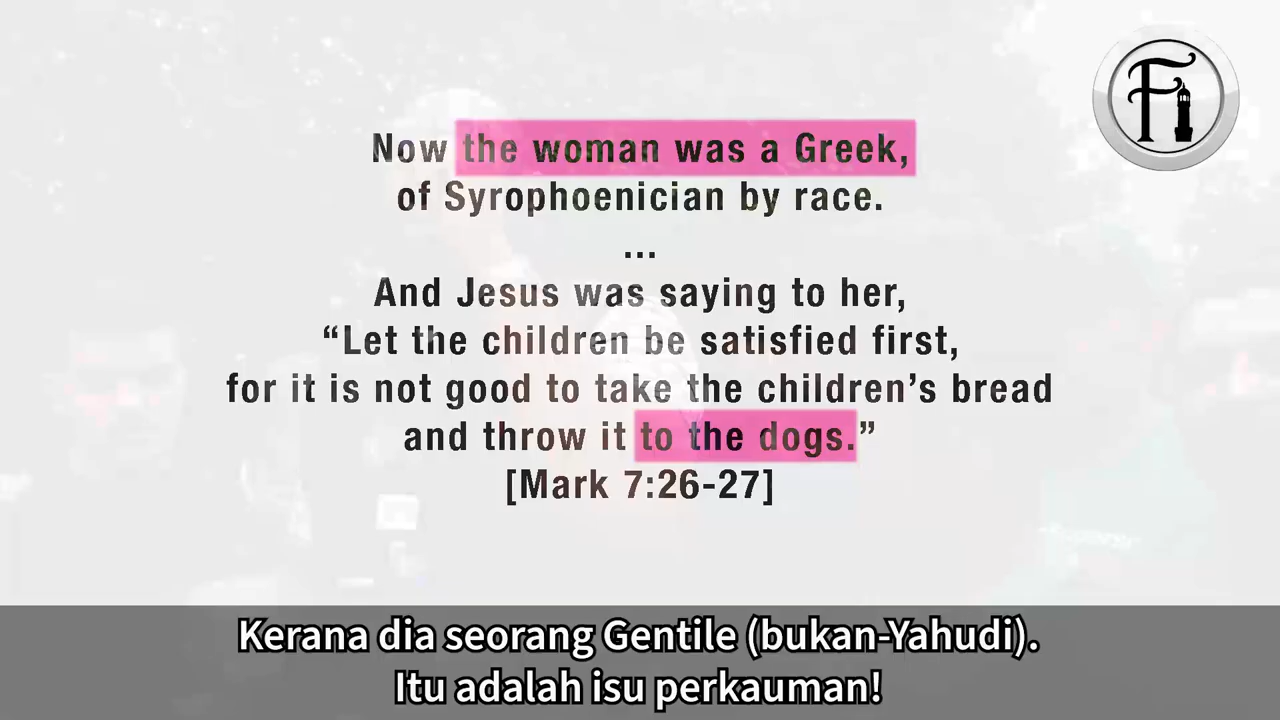 Fi
Now the woman was a Greek,
of Syrophoenician by race.
...
And Jesus was saying to her,
“Let the children be satisfied first,
for it is not good to take the children’s bread
and throw it to the dogs.”
[Mark 7:26-27]
Kerana dia seorang Gentile (bukan-Yahudi).
Itu adalah isu perkauman!